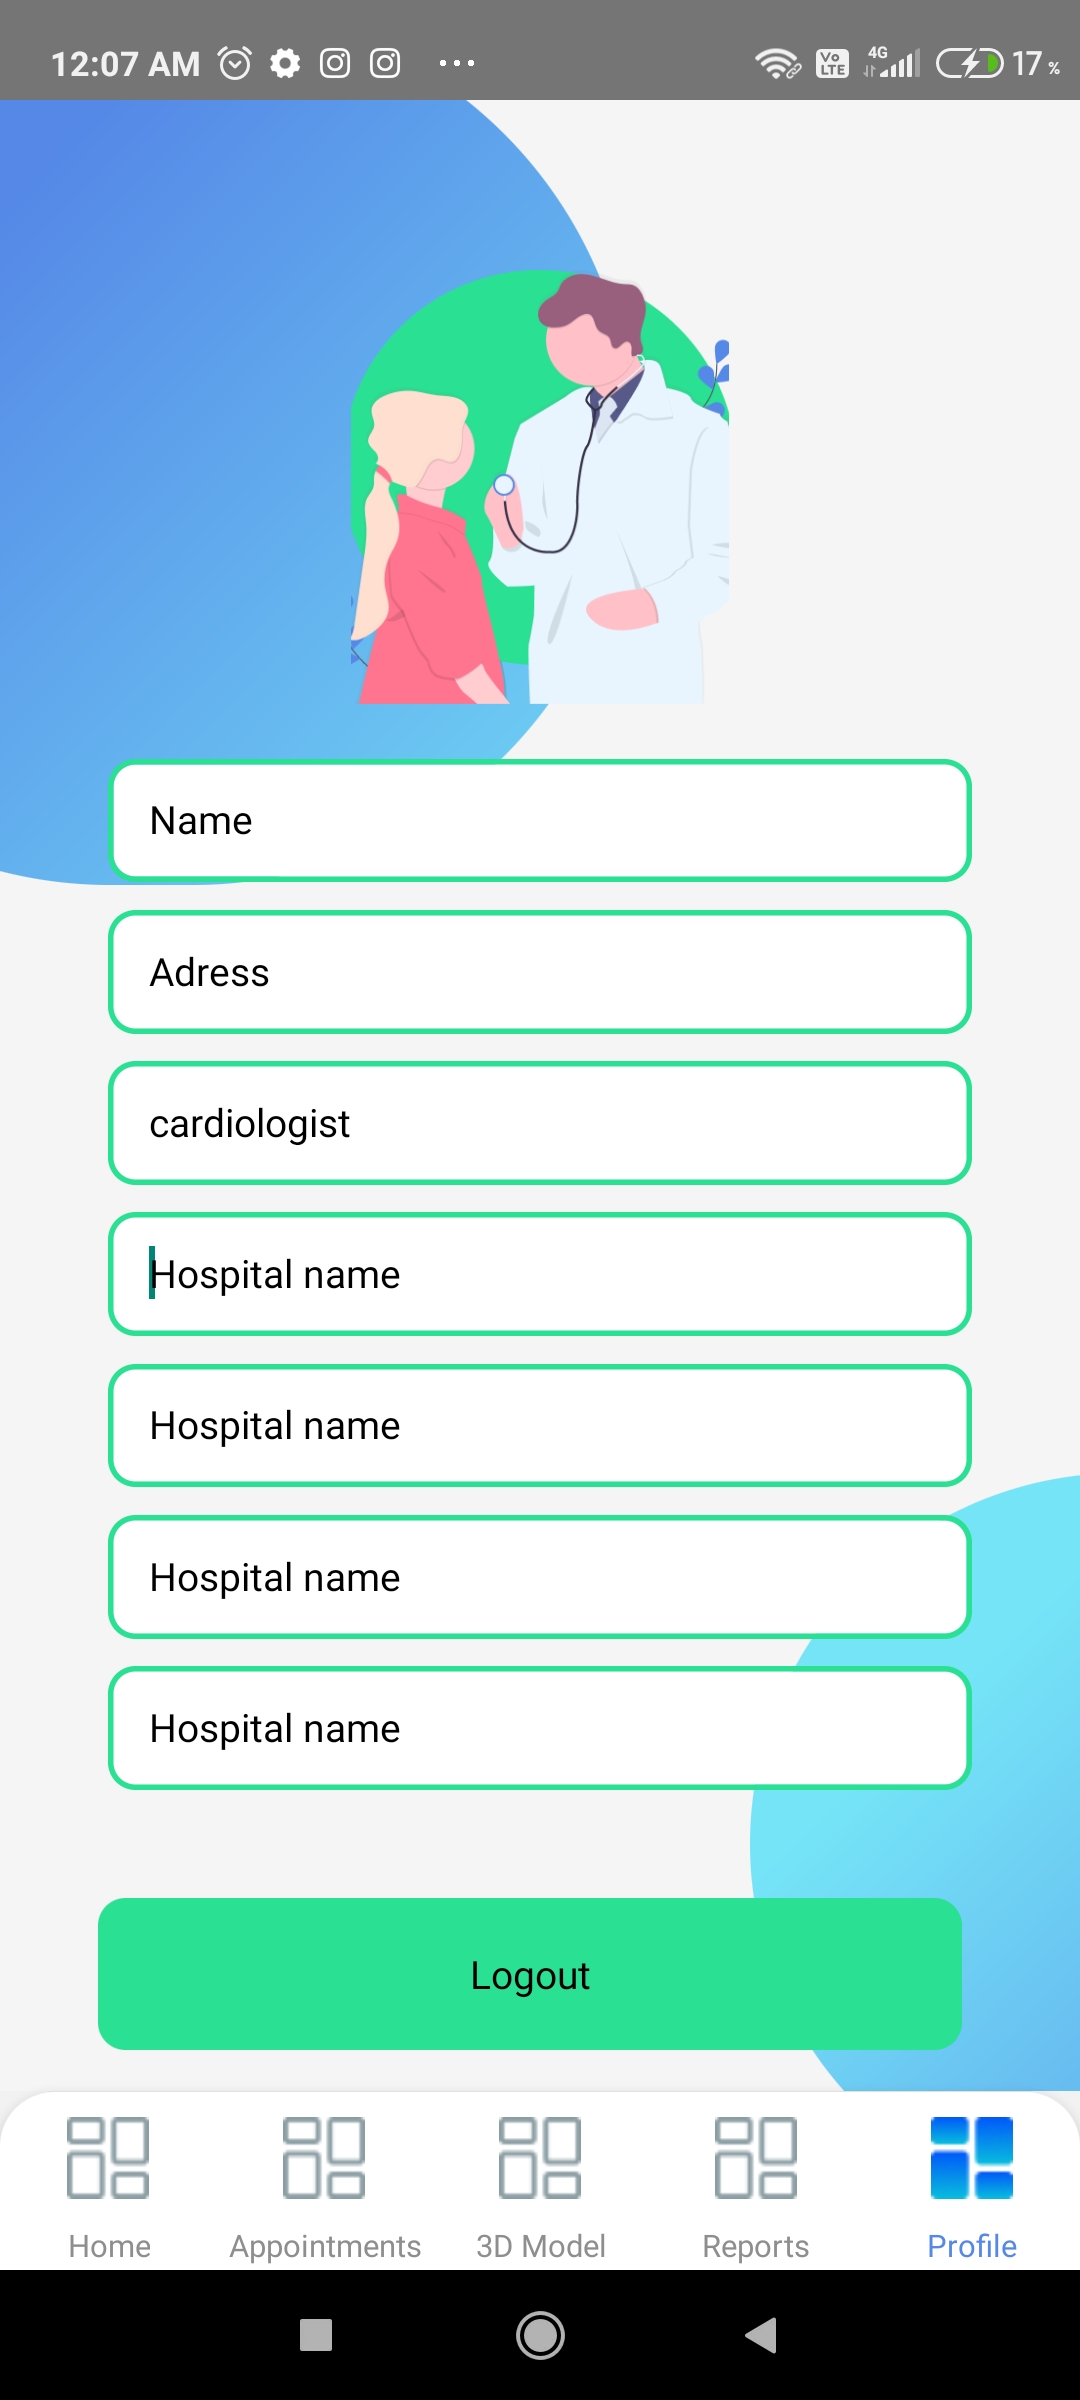 12:07 AM
Vo LTE
4G
17 %
Name
Adress
cardiologist
Hospital name
Hospital name
Hospital name
Hospital name
Logout
Home
Appointments
3D Model
Reports
Profile